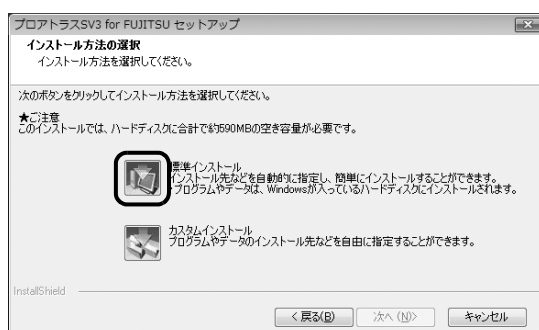 プロアトラスSV3 for FUJITSU セットアップ
インストール方法の選択
インストール方法を選択してください。
次のボタンをクリックしてインストール方法を選択してください。
★ご注意
このインストールでは、ハードディスクに合計で約590MBの空き容量が必要です。
標準インストール
インストール先などを自動的に指定し、簡単にインストールすることができます。
プログラムやデータは、Windowsが入っているハードディスクにインストールされます。
カスタムインストール
プログラムやデータのインストール先などを自由に指定することができます。
InstallShield
< 戻る(B)
次へ(N)>
キャンセル